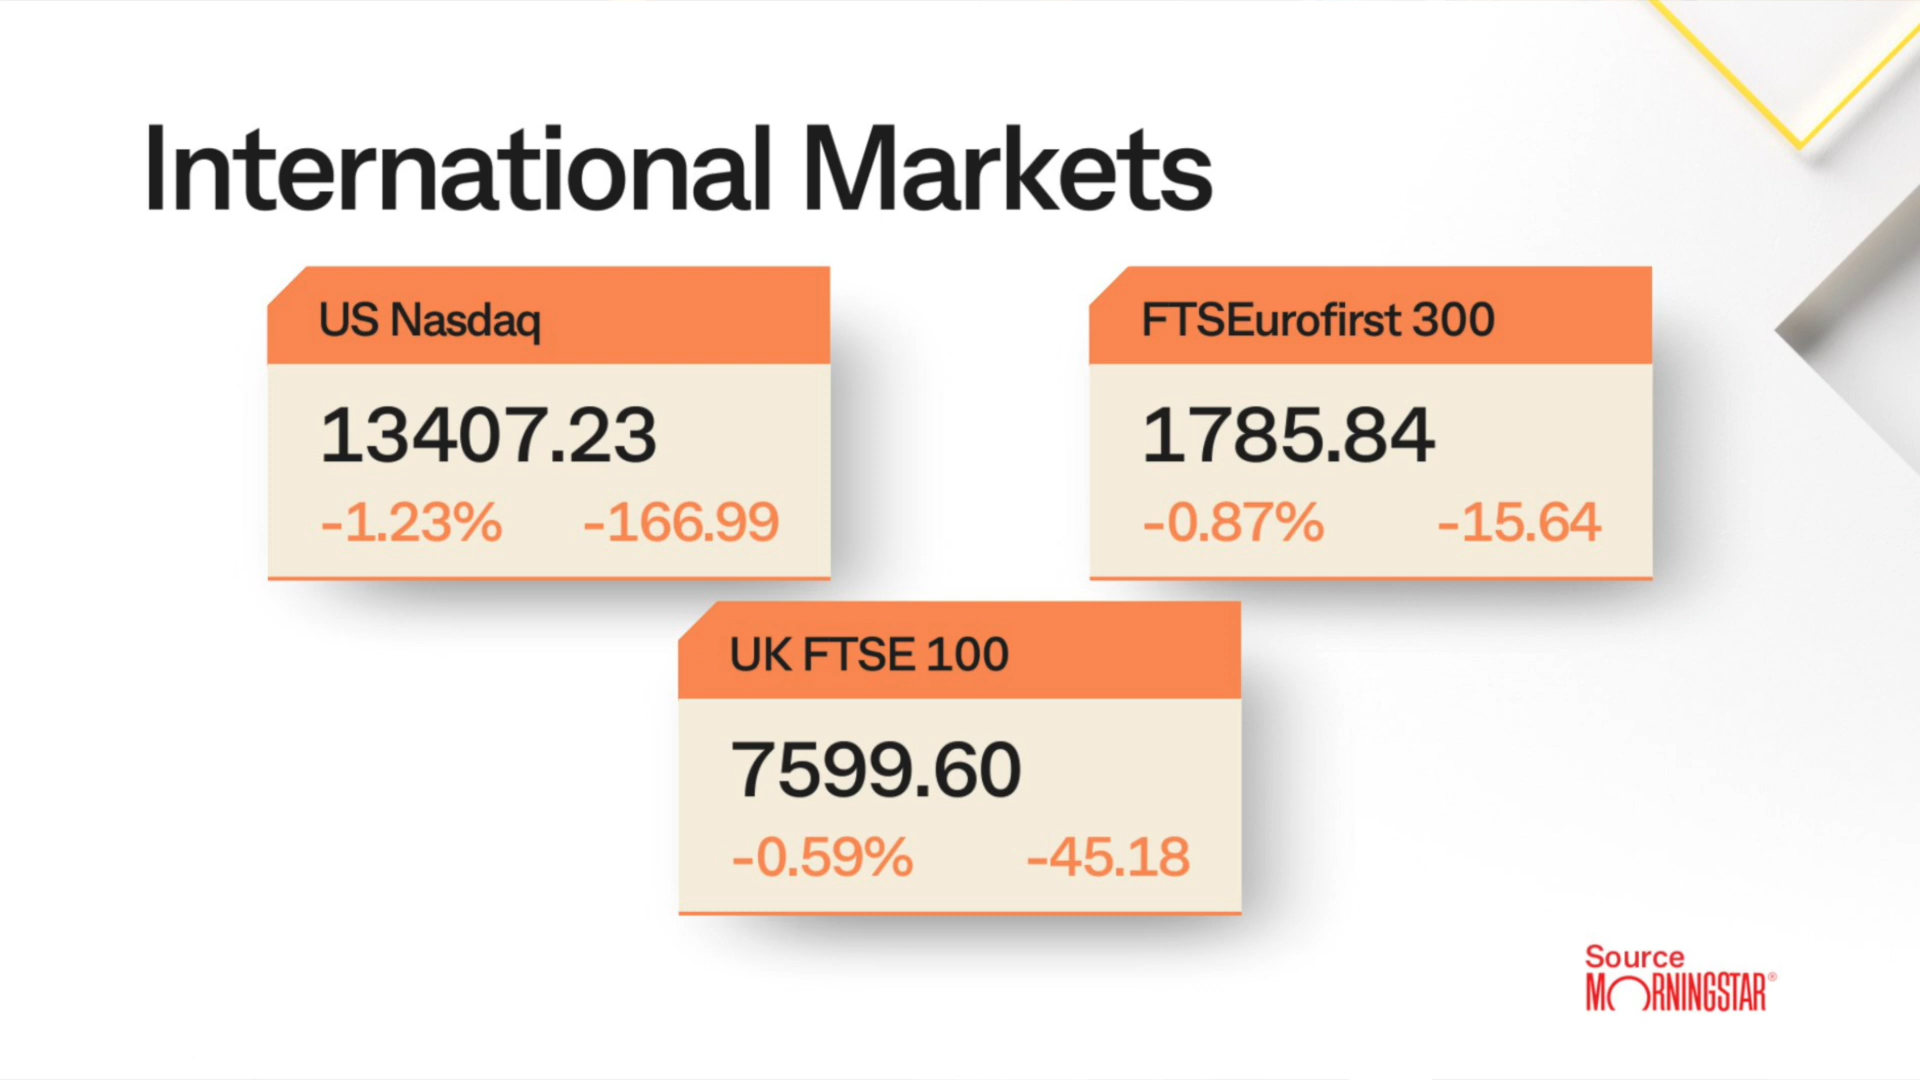 International Markets
US Nasdaq
13407.23
-1.23% -166.99
FTSEurofirst 300
1785.84
-0.87% -15.64
UK FTSE 100
7599.60
-0.59% -45.18
Source
MORNINGSTAR®